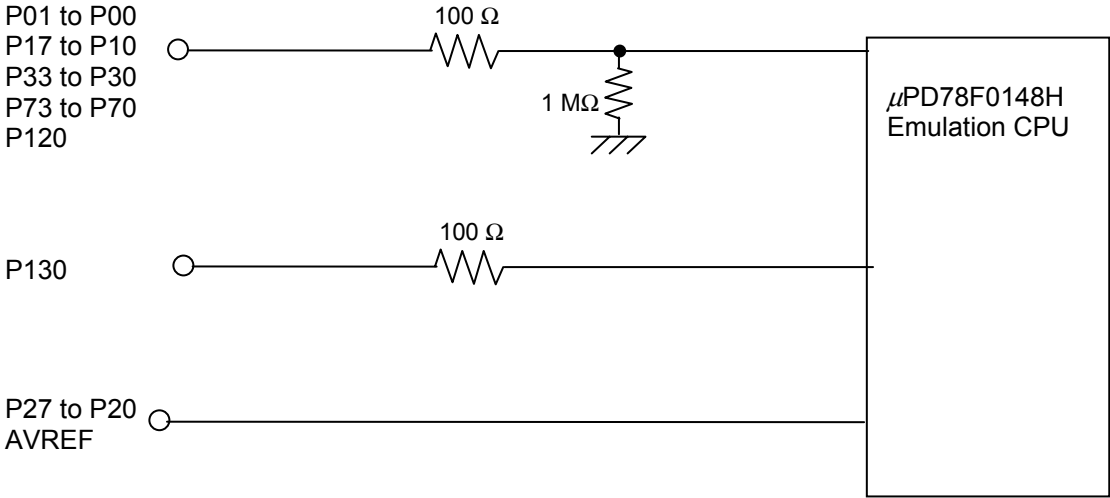 P01 to P00
P17 to P10
P33 to P30
P73 to P70
P120
100 Ω
1 MΩ
μPD78F0148H
Emulation CPU
P130
100 Ω
P27 to P20
AVREF